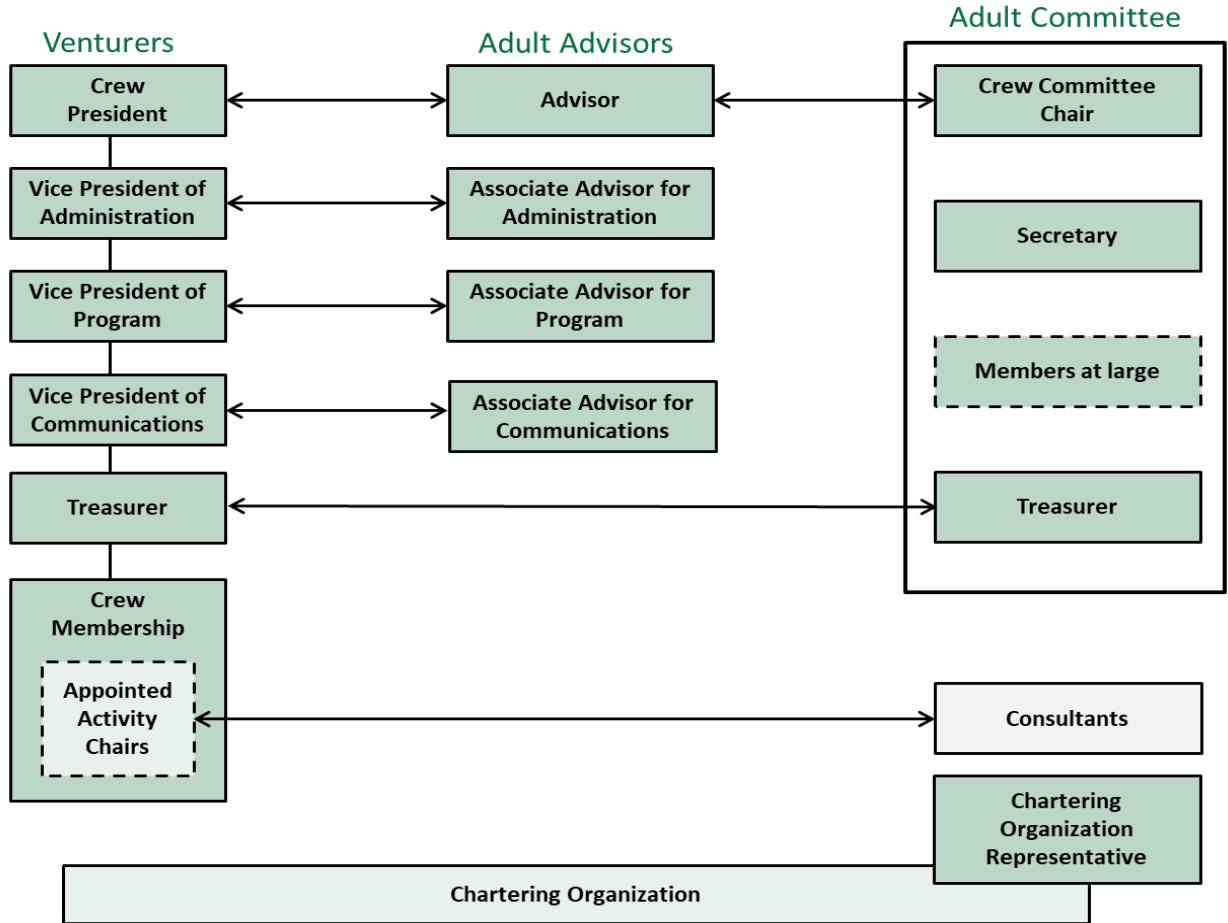 Venturers
Adult Advisors
Adult Committee
Crew
President
Advisor
Crew Committee
Chair
Vice President of
Administration
Associate Advisor for
Administration
Secretary
Vice President of
Program
Associate Advisor for
Program
Members at large
Vice President of
Communications
Associate Advisor for
Communications
Treasurer
Treasurer
Crew
Membership
Appointed
Activity
Chairs
Consultants
Chartering
Organization
Representative
Chartering Organization